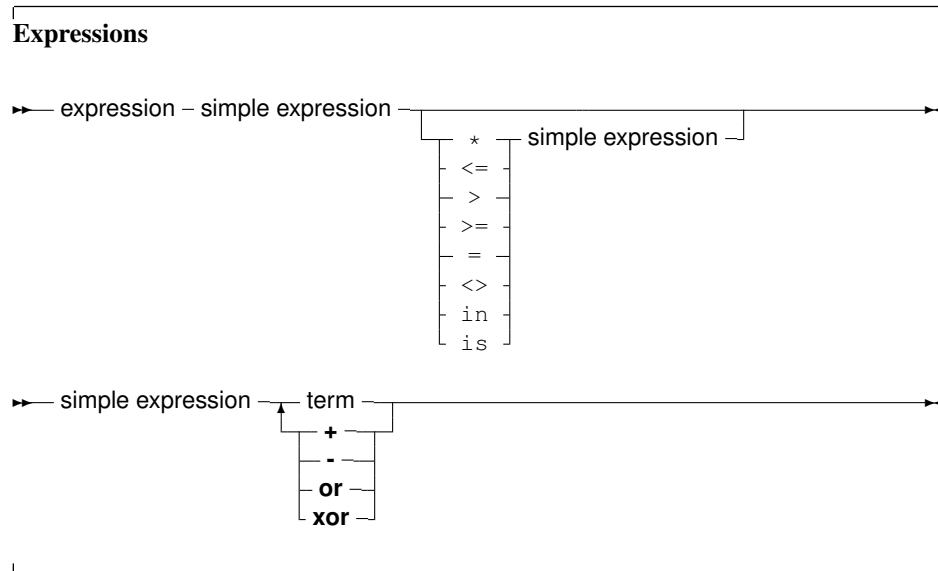 Expressions
expression simple expression
* simple expression
<=
>
>=
=
<>
in
is
simple expression term
+
-
or
xor